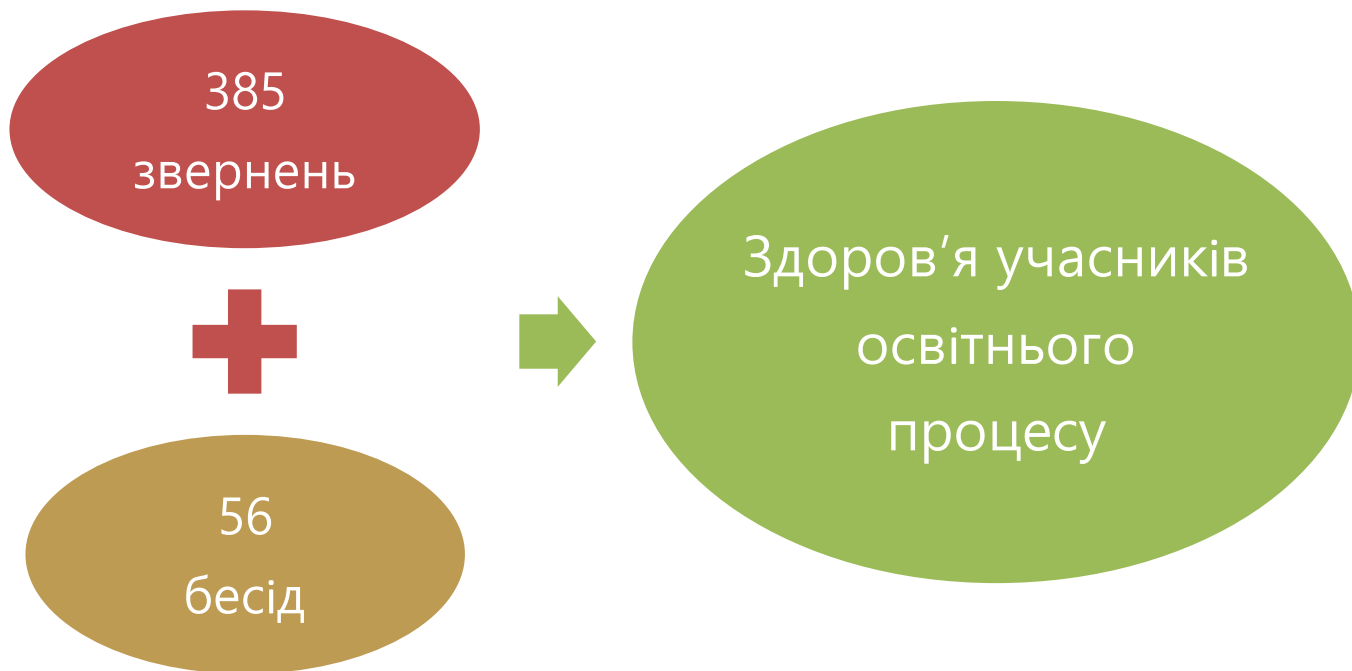 385
звернень
56
бесід
Здоров’я учасників
освітнього
процесу